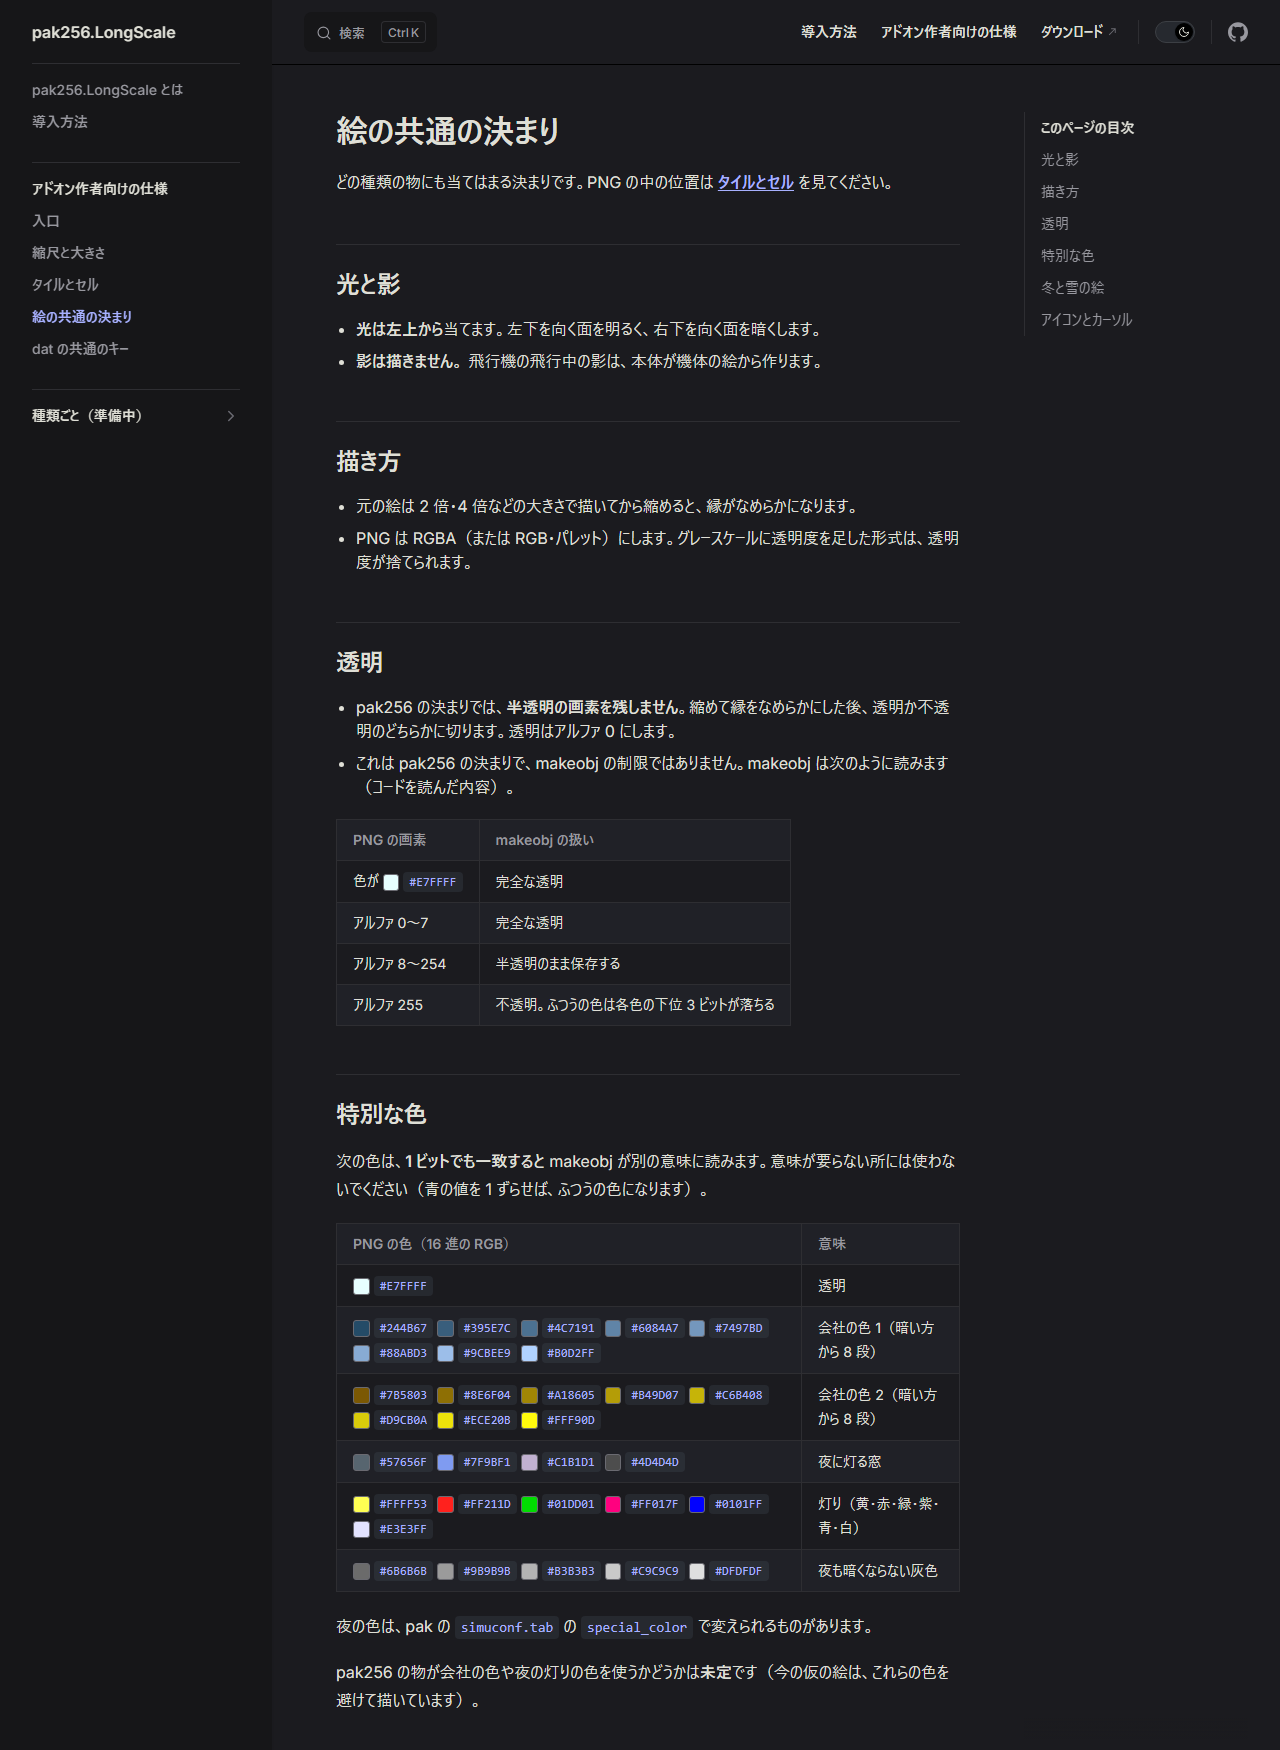 pak256.LongScale
検索 Ctrl K
導入方法 アドオン作者向けの仕様 ダウンロード
pak256.LongScale とは
導入方法
アドオン作者向けの仕様
入口
縮尺と大きさ
タイルとセル
絵の共通の決まり
dat の共通のキー
種類ごと（準備中）
絵の共通の決まり
どの種類の物にも当てはまる決まりです。PNG の中の位置は タイルとセル を見てください。
光と影
• 光は左上から当てます。左下を向く面を明るく、右下を向く面を暗くします。
• 影は描きません。飛行機の飛行中の影は、本体が機体の絵から作ります。
描き方
• 元の絵は 2 倍・4 倍などの大きさで描いてから縮めると、縁がなめらかになります。
• PNG は RGBA（または RGB・パレット）にします。グレースケールに透明度を足した形式は、透明
度が捨てられます。
透明
• pak256 の決まりでは、半透明の画素を残しません。縮めて縁をなめらかにした後、透明か不透
明のどちらかに切ります。透明はアルファ 0 にします。
• これは pak256 の決まりで、makeobj の制限ではありません。makeobj は次のように読みます
（コードを読んだ内容）。
PNG の画素 makeobj の扱い
色が #E7FFFF 完全な透明
アルファ 0〜7 完全な透明
アルファ 8〜254 半透明のまま保存する
アルファ 255 不透明。ふつうの色は各色の下位 3 ビットが落ちる
特別な色
次の色は、1 ビットでも一致すると makeobj が別の意味に読みます。意味が要らない所には使わな
いでください（青の値を 1 ずらせば、ふつうの色になります）。
PNG の色（16 進の RGB） 意味
#E7FFFF 透明
#244B67 #395E7C #4C7191 #6084A7 #7497BD 会社の色 1（暗い方
#88ABD3 #9CBEE9 #B0D2FF から 8 段）
#7B5803 #8E6F04 #A18605 #B49D07 #C6B408 会社の色 2（暗い方
#D9CB0A #ECE20B #FFF90D から 8 段）
#57656F #7F9BF1 #C1B1D1 #4D4D4D 夜に灯る窓
#FFFF53 #FF211D #01DD01 #FF017F #0101FF 灯り（黄・赤・緑・紫・
#E3E3FF 青・白）
#6B6B6B #9B9B9B #B3B3B3 #C9C9C9 #DFDFDF 夜も暗くならない灰色
夜の色は、pak の simuconf.tab の special_color で変えられるものがあります。
pak256 の物が会社の色や夜の灯りの色を使うかどうかは未定です（今の仮の絵は、これらの色を
避けて描いています）。
このページの目次
光と影
描き方
透明
特別な色
冬と雪の絵
アイコンとカーソル